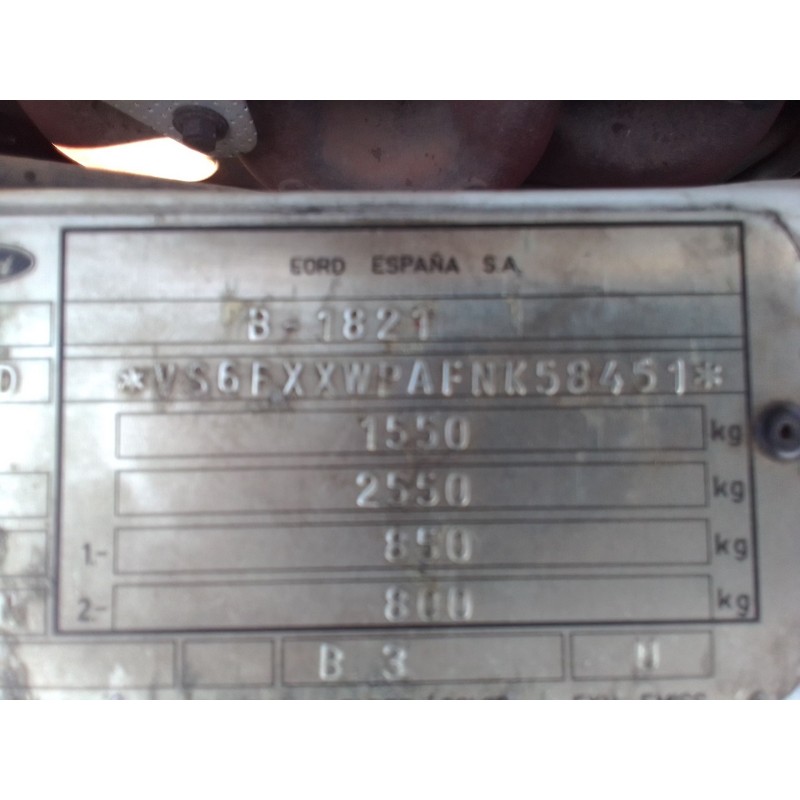 FORD ESPAÑA S.A.
B-1821
D
*VS6FXXWPAFNK58451*
1550 kg
2550 kg
1.- 850 kg
2.- 800 kg
B 3 N